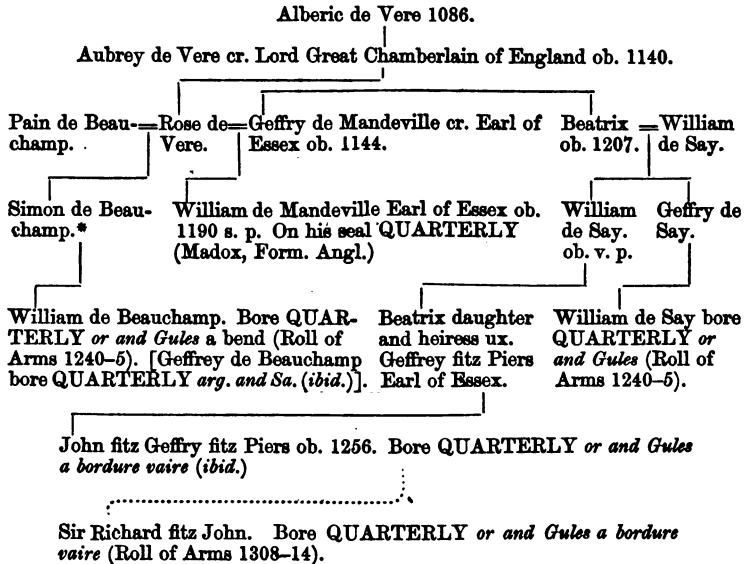 Alberic de Vere 1086.
Aubrey de Vere cr. Lord Great Chamberlain of England ob. 1140.
Pain de Beau-
champ.
Rose de
Vere.
Geffry de Mandeville cr. Earl of
Essex ob. 1144.
Beatrix
ob. 1207.
William
de Say.
Simon de Beau-
champ.*
William de Mandeville Earl of Essex ob.
1190 s. p. On his seal QUARTERLY
(Madox, Form. Angl.)
William
de Say.
ob. v. p.
Geffry de
Say.
William de Beauchamp. Bore QUAR-
TERLY or and Gules a bend (Roll of
Arms 1240–5). [Geffrey de Beauchamp
bore QUARTERLY arg. and Sa. (ibid.)].
Beatrix daughter
and heiress ux.
Geffrey fitz Piers
Earl of Essex.
William de Say bore
QUARTERLY or
and Gules (Roll of
Arms 1240–5).
John fitz Geffry fitz Piers ob. 1256. Bore QUARTERLY or and Gules
a bordure vaire (ibid.)
Sir Richard fitz John. Bore QUARTERLY or and Gules a bordure
vaire (Roll of Arms 1308–14).